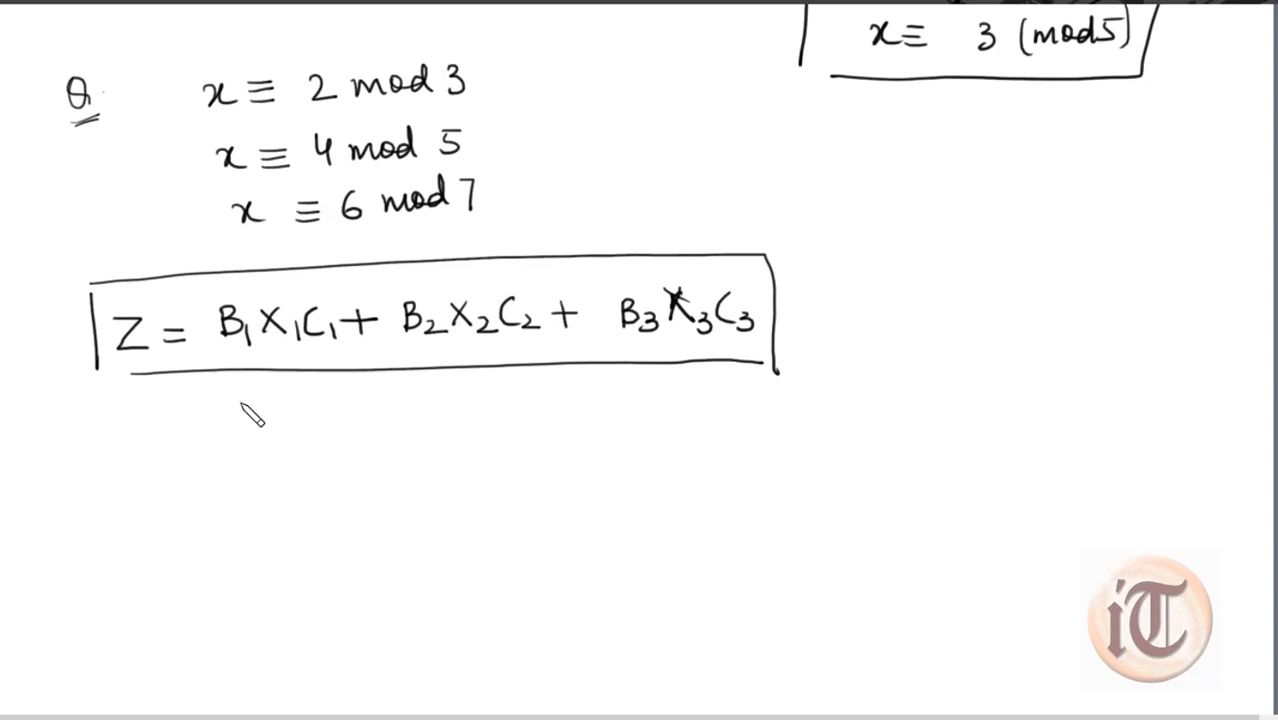 x ≡ 3 (mod5)
Q. x ≡ 2 mod 3
x ≡ 4 mod 5
x ≡ 6 mod 7
Z = B₁X₁C₁ + B₂X₂C₂ + B₃X₃C₃
iT